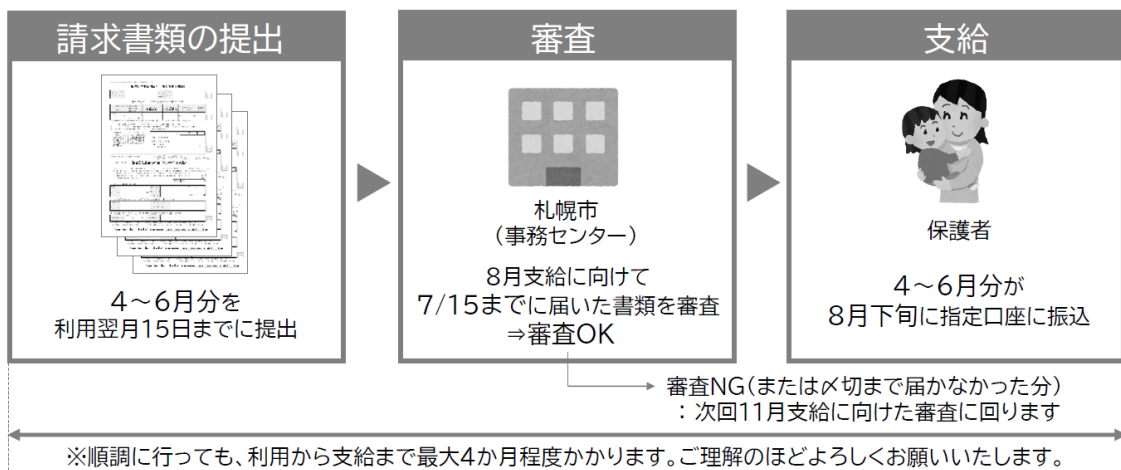 請求書類の提出
4～6月分を
利用翌月15日までに提出
審査
札幌市
（事務センター）
8月支給に向けて
7/15までに届いた書類を審査
⇒審査OK
支給
保護者
4～6月分が
8月下旬に指定口座に振込
審査NG（または〆切まで届かなかった分）
：次回11月支給に向けた審査に回ります
※順調に行っても、利用から支給まで最大4か月程度かかります。ご理解のほどよろしくお願いいたします。